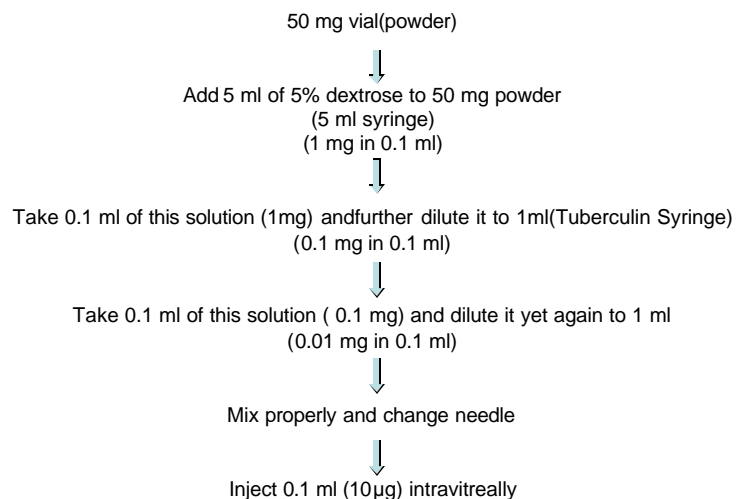 50 mg vial(powder)
Add 5 ml of 5% dextrose to 50 mg powder
(5 ml syringe)
(1 mg in 0.1 ml)
Take 0.1 ml of this solution (1mg) andfurther dilute it to 1ml(Tuberculin Syringe)
(0.1 mg in 0.1 ml)
Take 0.1 ml of this solution ( 0.1 mg) and dilute it yet again to 1 ml
(0.01 mg in 0.1 ml)
Mix properly and change needle
Inject 0.1 ml (10µg) intravitreally